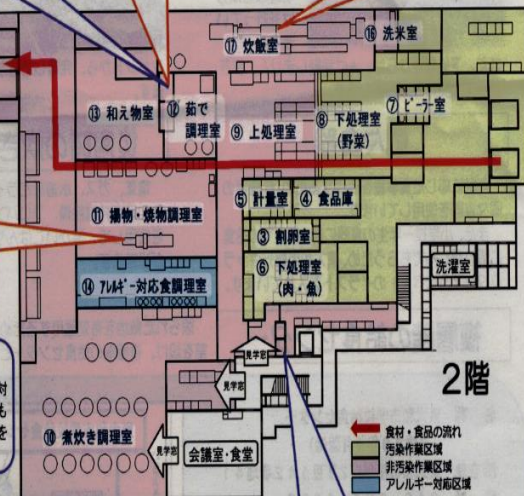 ⑰ 炊飯室
⑯ 洗米室
⑬ 和え物室
⑫ 茹で
調理室
⑨ 上処理室
⑧ 下処理室
(野菜)
⑦ ピーラー室
⑤ 計量室
④ 食品庫
⑪ 揚物・焼物調理室
③ 割卵室
⑥ 下処理室
(肉・魚)
洗濯室
⑭ アレルギー対応食調理室
見学窓
見学窓
2階
対
も
を
⑩ 煮炊き調理室
見学窓
会議室・食堂
食材・食品の流れ
汚染作業区域
非汚染作業区域
アレルギー対応区域